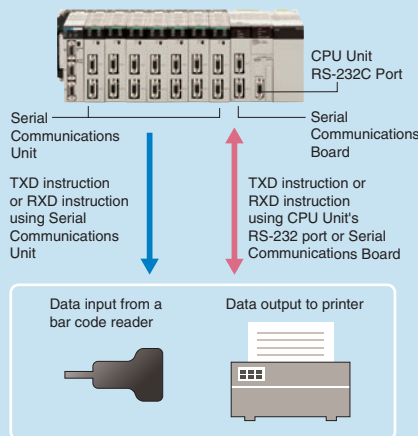 CPU Unit
RS-232C Port
Serial
Communications
Unit
Serial
Communications
Board
TXD instruction
or RXD instruction
using Serial
Communications
Unit
TXD instruction or
RXD instruction
using CPU Unit's
RS-232 port or Serial
Communications Board
Data input from a
bar code reader
Data output to printer